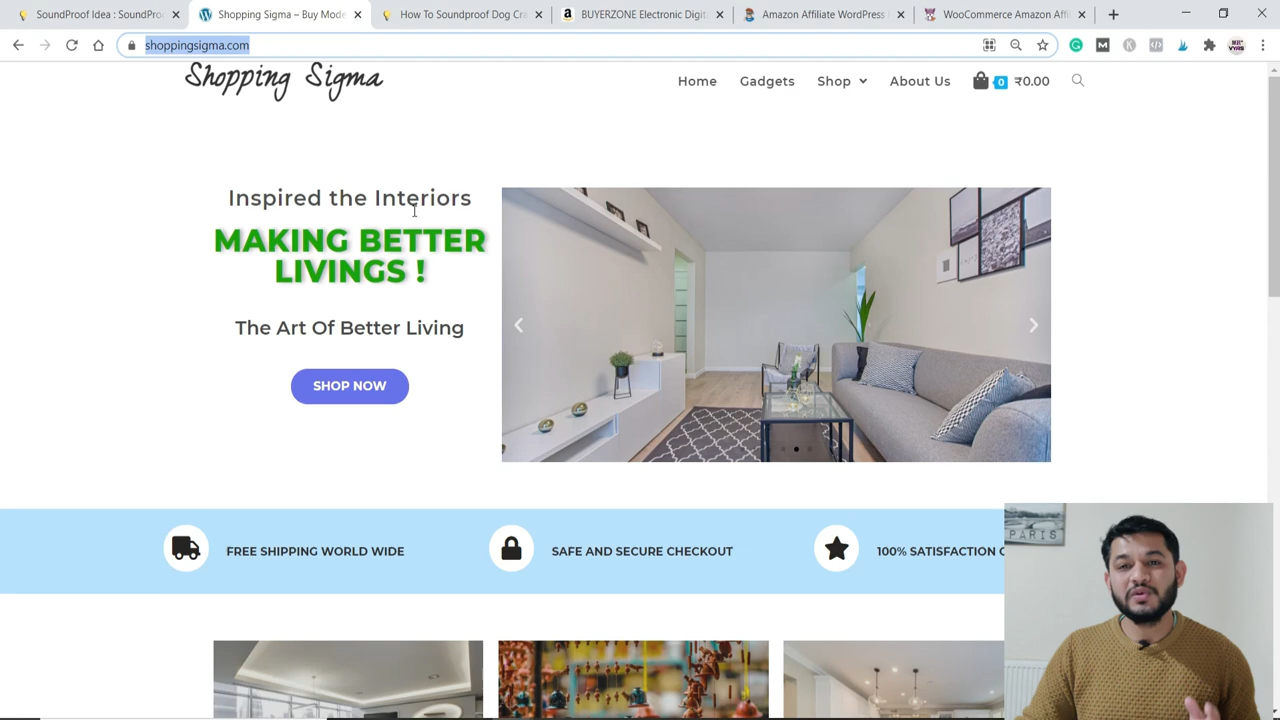 SoundProof Idea : SoundProo
Shopping Sigma – Buy Mode
How To Soundproof Dog Cra
BUYERZONE Electronic Digit
Amazon Affiliate WordPress
WooCommerce Amazon Affi
shoppingsigma.com
Shopping Sigma
Home
Gadgets
Shop
About Us
0
₹0.00
Inspired the Interiors
MAKING BETTER
LIVINGS !
The Art Of Better Living
SHOP NOW
FREE SHIPPING WORLD WIDE
SAFE AND SECURE CHECKOUT
100% SATISFACTION
PARIS